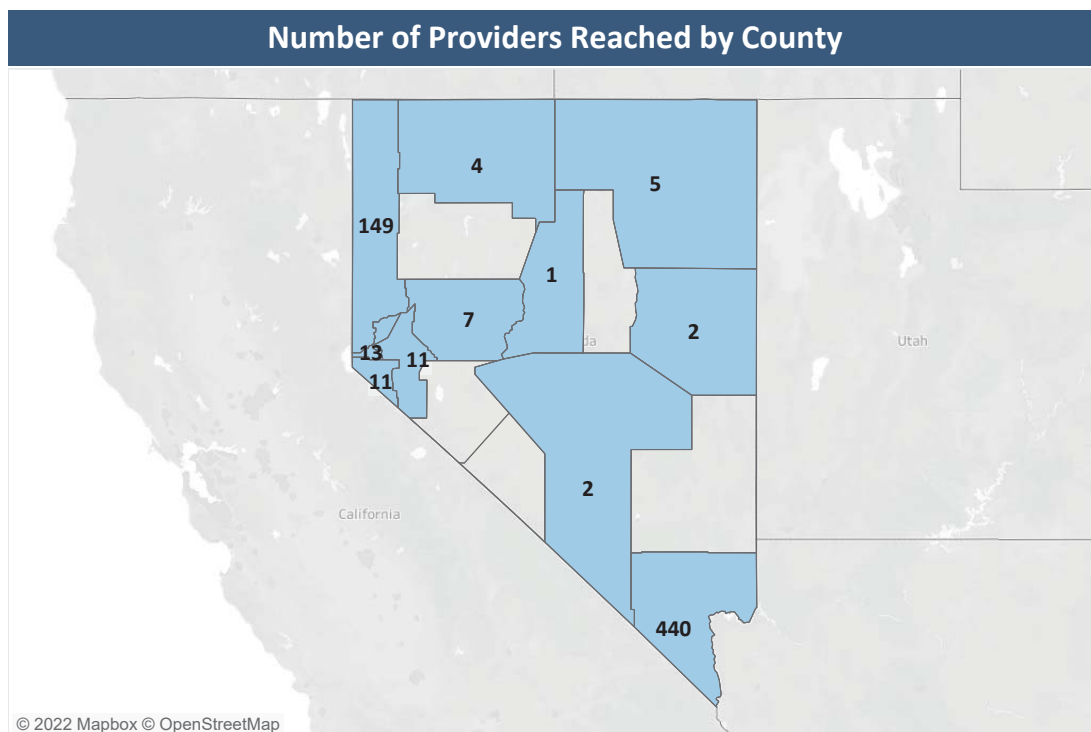 Number of Providers Reached by County
4
5
149
1
7
2
da
Utah
13
11
11
2
California
440
© 2022 Mapbox © OpenStreetMap